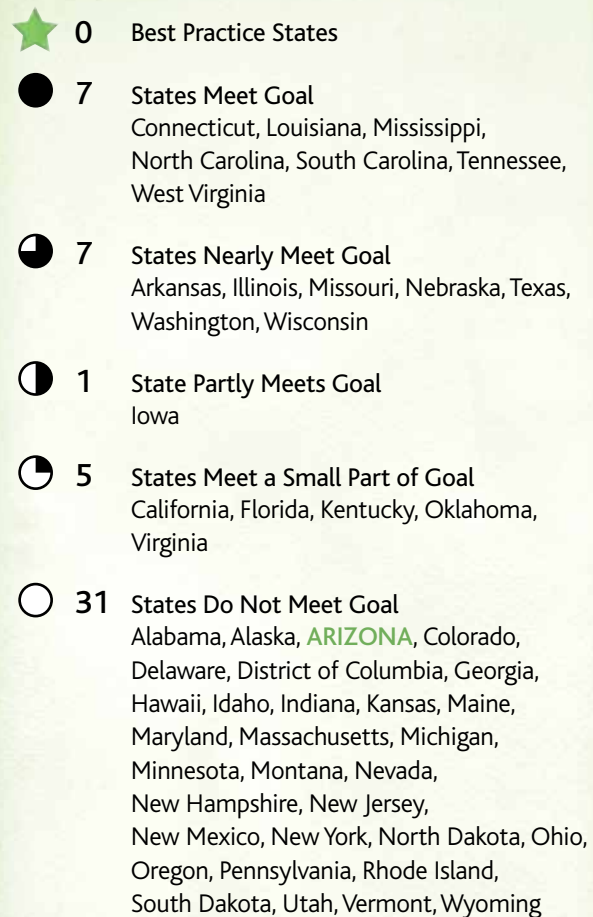 0 Best Practice States
7 States Meet Goal
Connecticut, Louisiana, Mississippi,
North Carolina, South Carolina, Tennessee,
West Virginia
7 States Nearly Meet Goal
Arkansas, Illinois, Missouri, Nebraska, Texas,
Washington, Wisconsin
1 State Partly Meets Goal
Iowa
5 States Meet a Small Part of Goal
California, Florida, Kentucky, Oklahoma,
Virginia
31 States Do Not Meet Goal
Alabama, Alaska, ARIZONA, Colorado,
Delaware, District of Columbia, Georgia,
Hawaii, Idaho, Indiana, Kansas, Maine,
Maryland, Massachusetts, Michigan,
Minnesota, Montana, Nevada,
New Hampshire, New Jersey,
New Mexico, New York, North Dakota, Ohio,
Oregon, Pennsylvania, Rhode Island,
South Dakota, Utah, Vermont, Wyoming